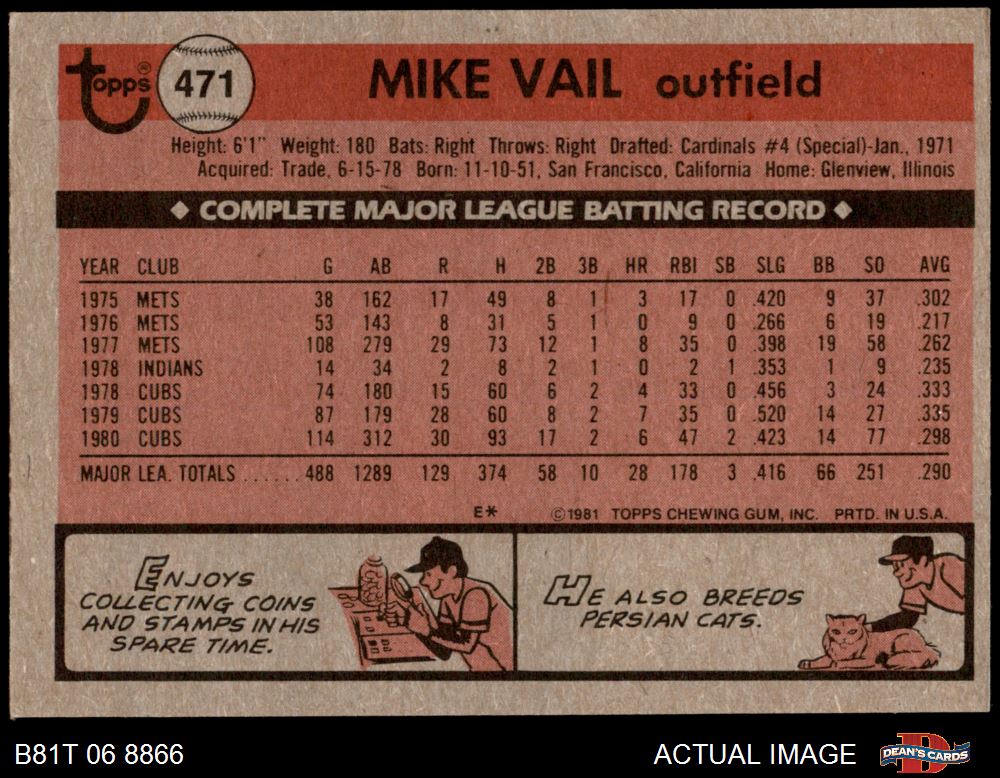 Topps® 471 MIKE VAIL outfield
Height: 6'1" Weight: 180 Bats: Right Throws: Right Drafted: Cardinals #4 (Special)-Jan., 1971
Acquired: Trade, 6-15-78 Born: 11-10-51, San Francisco, California Home: Glenview, Illinois
◆ COMPLETE MAJOR LEAGUE BATTING RECORD ◆
YEAR CLUB G AB R H 2B 3B HR RBI SB SLG BB SO AVG
1975 METS 38 162 17 49 8 1 3 17 0 .420 9 37 .302
1976 METS 53 143 8 31 5 1 0 9 0 .266 6 19 .217
1977 METS 108 279 29 73 12 1 8 35 0 .398 19 58 .262
1978 INDIANS 14 34 2 8 2 1 0 2 1 .353 1 9 .235
1978 CUBS 74 180 15 60 6 2 4 33 0 .456 3 24 .333
1979 CUBS 87 179 28 60 8 2 7 35 0 .520 14 27 .335
1980 CUBS 114 312 30 93 17 2 6 47 2 .423 14 77 .298
MAJOR LEA. TOTALS ...... 488 1289 129 374 58 10 28 178 3 .416 66 251 .290
E* ©1981 TOPPS CHEWING GUM, INC. PRTD. IN U.S.A.
ENJOYS
COLLECTING COINS
AND STAMPS IN HIS
SPARE TIME.
HE ALSO BREEDS
PERSIAN CATS.
B81T 06 8866 ACTUAL IMAGE DEAN'S CARDS